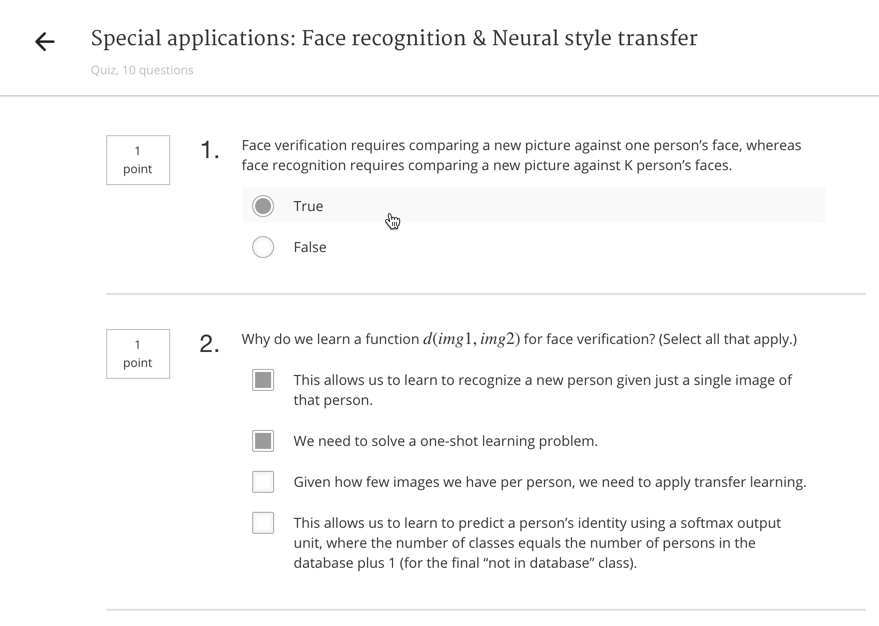 Special applications: Face recognition & Neural style transfer
Quiz, 10 questions
1
point
1.
Face verification requires comparing a new picture against one person’s face, whereas
face recognition requires comparing a new picture against K person’s faces.
True
False
1
point
2.
Why do we learn a function d(img1, img2) for face verification? (Select all that apply.)
This allows us to learn to recognize a new person given just a single image of
that person.
We need to solve a one-shot learning problem.
Given how few images we have per person, we need to apply transfer learning.
This allows us to learn to predict a person’s identity using a softmax output
unit, where the number of classes equals the number of persons in the
database plus 1 (for the final “not in database” class).